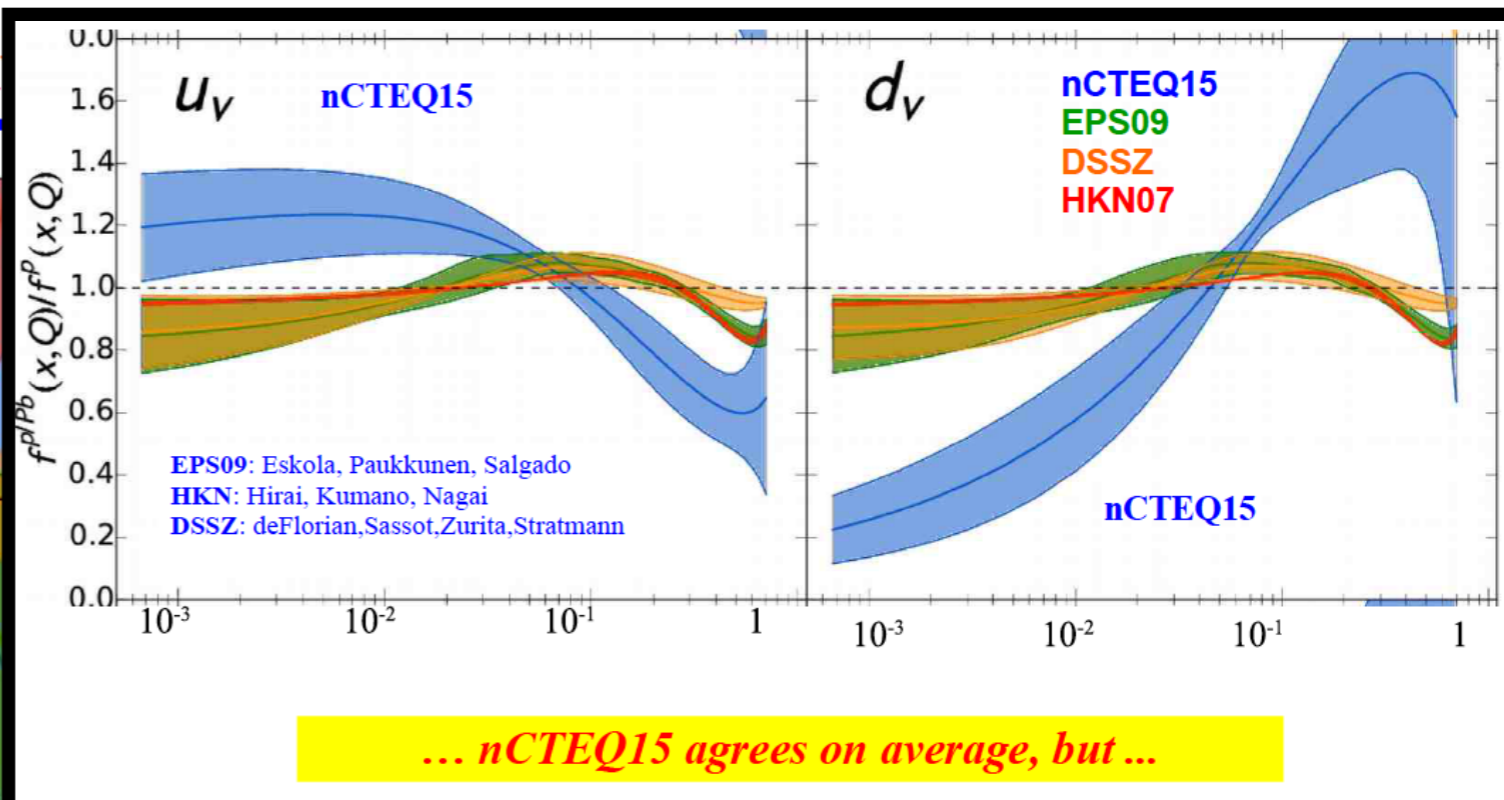 0.0
1.6
1.4
1.2
1.0
0.8
0.6
0.4
0.2
0.0
f^{p/Pb}(x,Q)/f^{p}(x,Q)
u_v
nCTEQ15
EPS09: Eskola, Paukkunen, Salgado
HKN: Hirai, Kumano, Nagai
DSSZ: deFlorian,Sassot,Zurita,Stratmann
10^{-3} 10^{-2} 10^{-1} 1
d_v
nCTEQ15
EPS09
DSSZ
HKN07
nCTEQ15
10^{-3} 10^{-2} 10^{-1} 1
... nCTEQ15 agrees on average, but ...